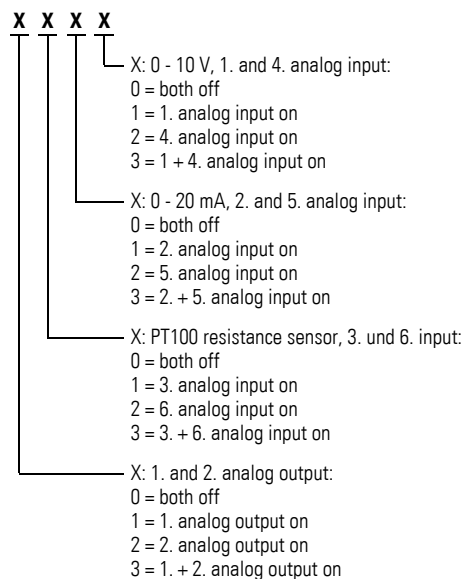 X X X X
X: 0 - 10 V, 1. and 4. analog input:
0 = both off
1 = 1. analog input on
2 = 4. analog input on
3 = 1 + 4. analog input on
X: 0 - 20 mA, 2. and 5. analog input:
0 = both off
1 = 2. analog input on
2 = 5. analog input on
3 = 2. + 5. analog input on
X: PT100 resistance sensor, 3. und 6. input:
0 = both off
1 = 3. analog input on
2 = 6. analog input on
3 = 3. + 6. analog input on
X: 1. and 2. analog output:
0 = both off
1 = 1. analog output on
2 = 2. analog output on
3 = 1. + 2. analog output on